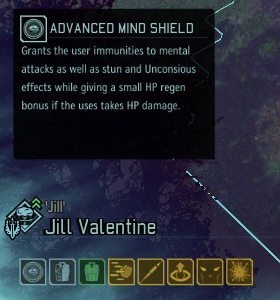 ADVANCED MIND SHIELD
Grants the user immunities to mental
attacks as well as stun and Unconsious
effects while giving a small HP regen
bonus if the uses takes HP damage.
'Jill'
Jill Valentine